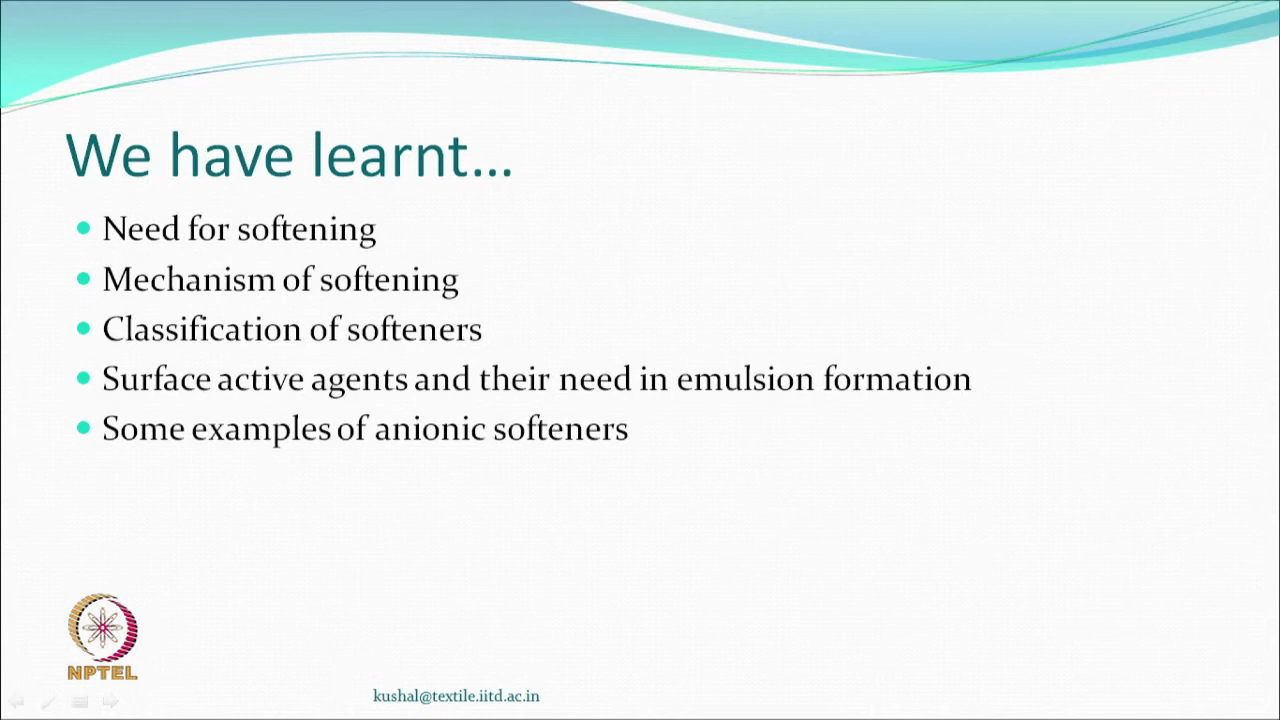 We have learnt...
Need for softening
Mechanism of softening
Classification of softeners
Surface active agents and their need in emulsion formation
Some examples of anionic softeners
NPTEL
kushal@textile.iitd.ac.in